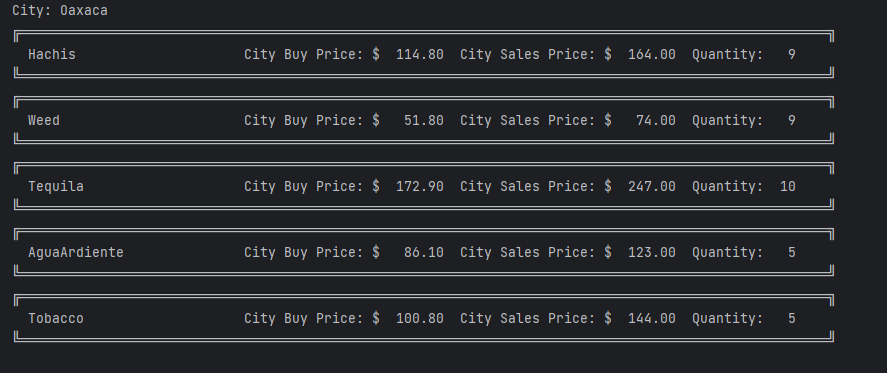 City: Oaxaca
Hachis City Buy Price: $ 114.80 City Sales Price: $ 164.00 Quantity: 9
Weed City Buy Price: $ 51.80 City Sales Price: $ 74.00 Quantity: 9
Tequila City Buy Price: $ 172.90 City Sales Price: $ 247.00 Quantity: 10
AguaArdiente City Buy Price: $ 86.10 City Sales Price: $ 123.00 Quantity: 5
Tobacco City Buy Price: $ 100.80 City Sales Price: $ 144.00 Quantity: 5